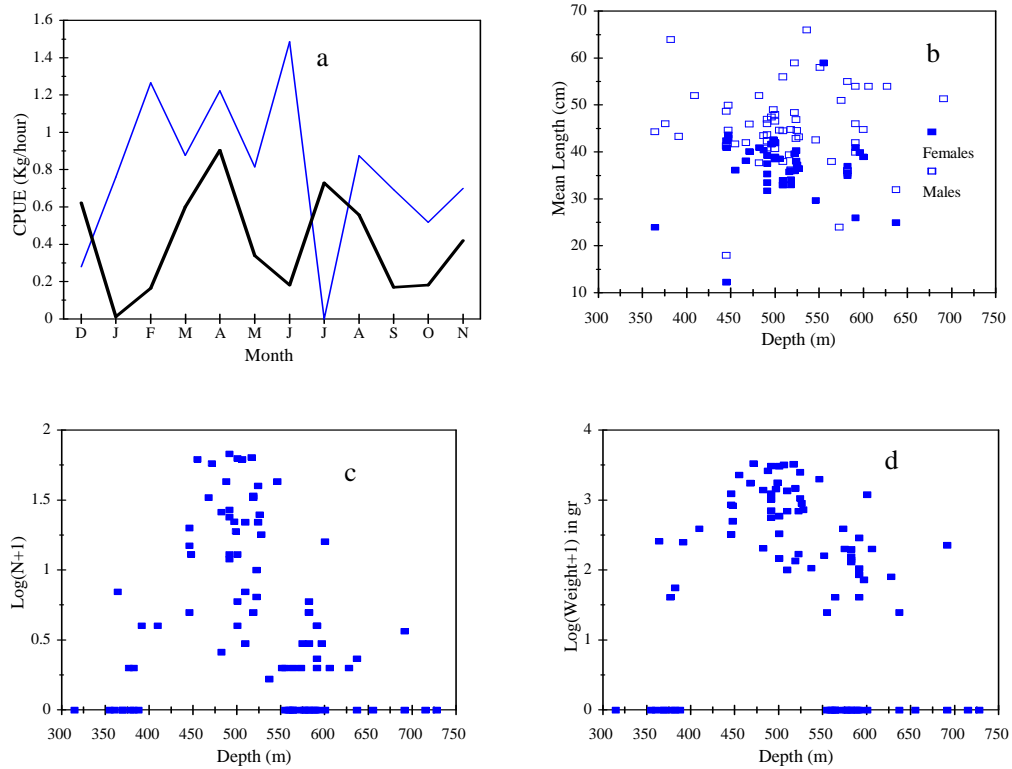 a
CPUE (Kg/hour)
1.6
1.4
1.2
1
0.8
0.6
0.4
0.2
0
D J F M A M J J A S O N
Month
b
Mean Length (cm)
70
60
50
40
30
20
10
Females
Males
300 350 400 450 500 550 600 650 700 750
Depth (m)
c
Log(N+1)
2
1.5
1
0.5
0
300 350 400 450 500 550 600 650 700 750
Depth (m)
d
Log(Weight+1) in gr
4
3
2
1
0
300 350 400 450 500 550 600 650 700 750
Depth (m)